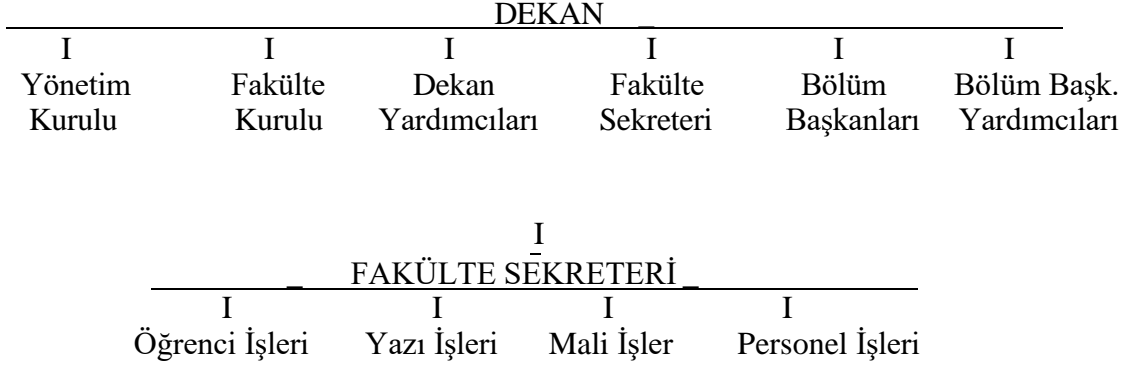 DEKAN _
I I I I I I
Yönetim Fakülte Dekan Fakülte Bölüm Bölüm Başk.
Kurulu Kurulu Yardımcıları Sekreteri Başkanları Yardımcıları
I
_ FAKÜLTE SEKRETERİ _
I I I I
Öğrenci İşleri Yazı İşleri Mali İşler Personel İşleri